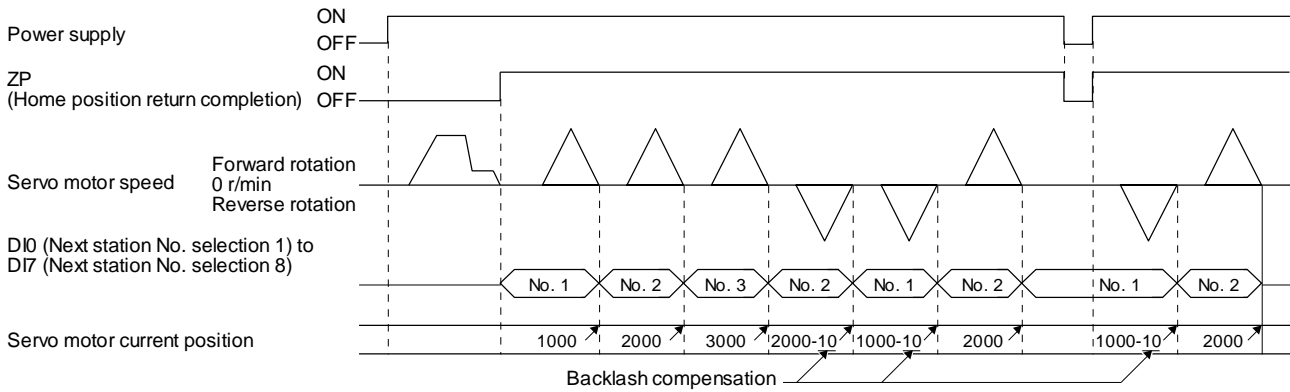 Power supply
ON
OFF
ZP
(Home position return completion)
ON
OFF
Servo motor speed
Forward rotation
0 r/min
Reverse rotation
DI0 (Next station No. selection 1) to
DI7 (Next station No. selection 8)
No. 1 No. 2 No. 3 No. 2 No. 1 No. 2 No. 1 No. 2
Servo motor current position
1000 2000 3000 2000-10 1000-10 2000 1000-10 2000
Backlash compensation